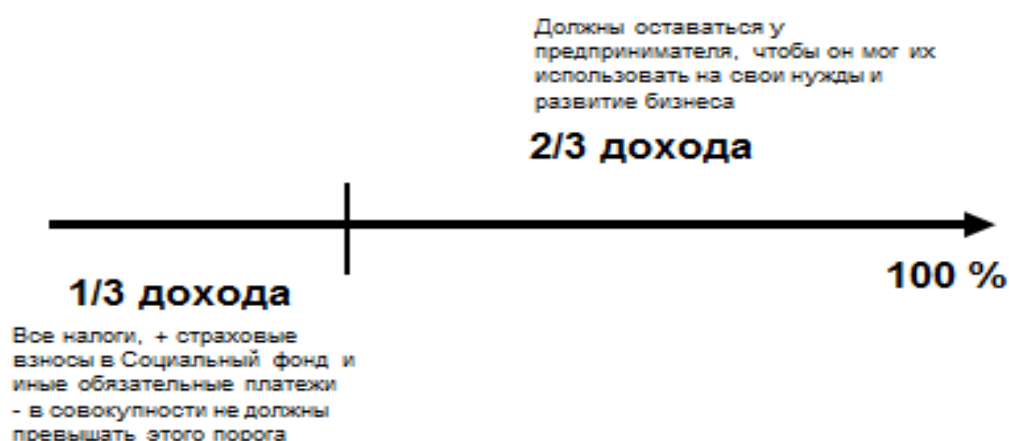 Должны оставаться у
предпринимателя, чтобы он мог их
использовать на свои нужды и
развитие бизнеса
2/3 дохода
100 %
1/3 дохода
Все налоги, + страховые
взносы в Социальный фонд и
иные обязательные платежи
- в совокупности не должны
превышать этого порога